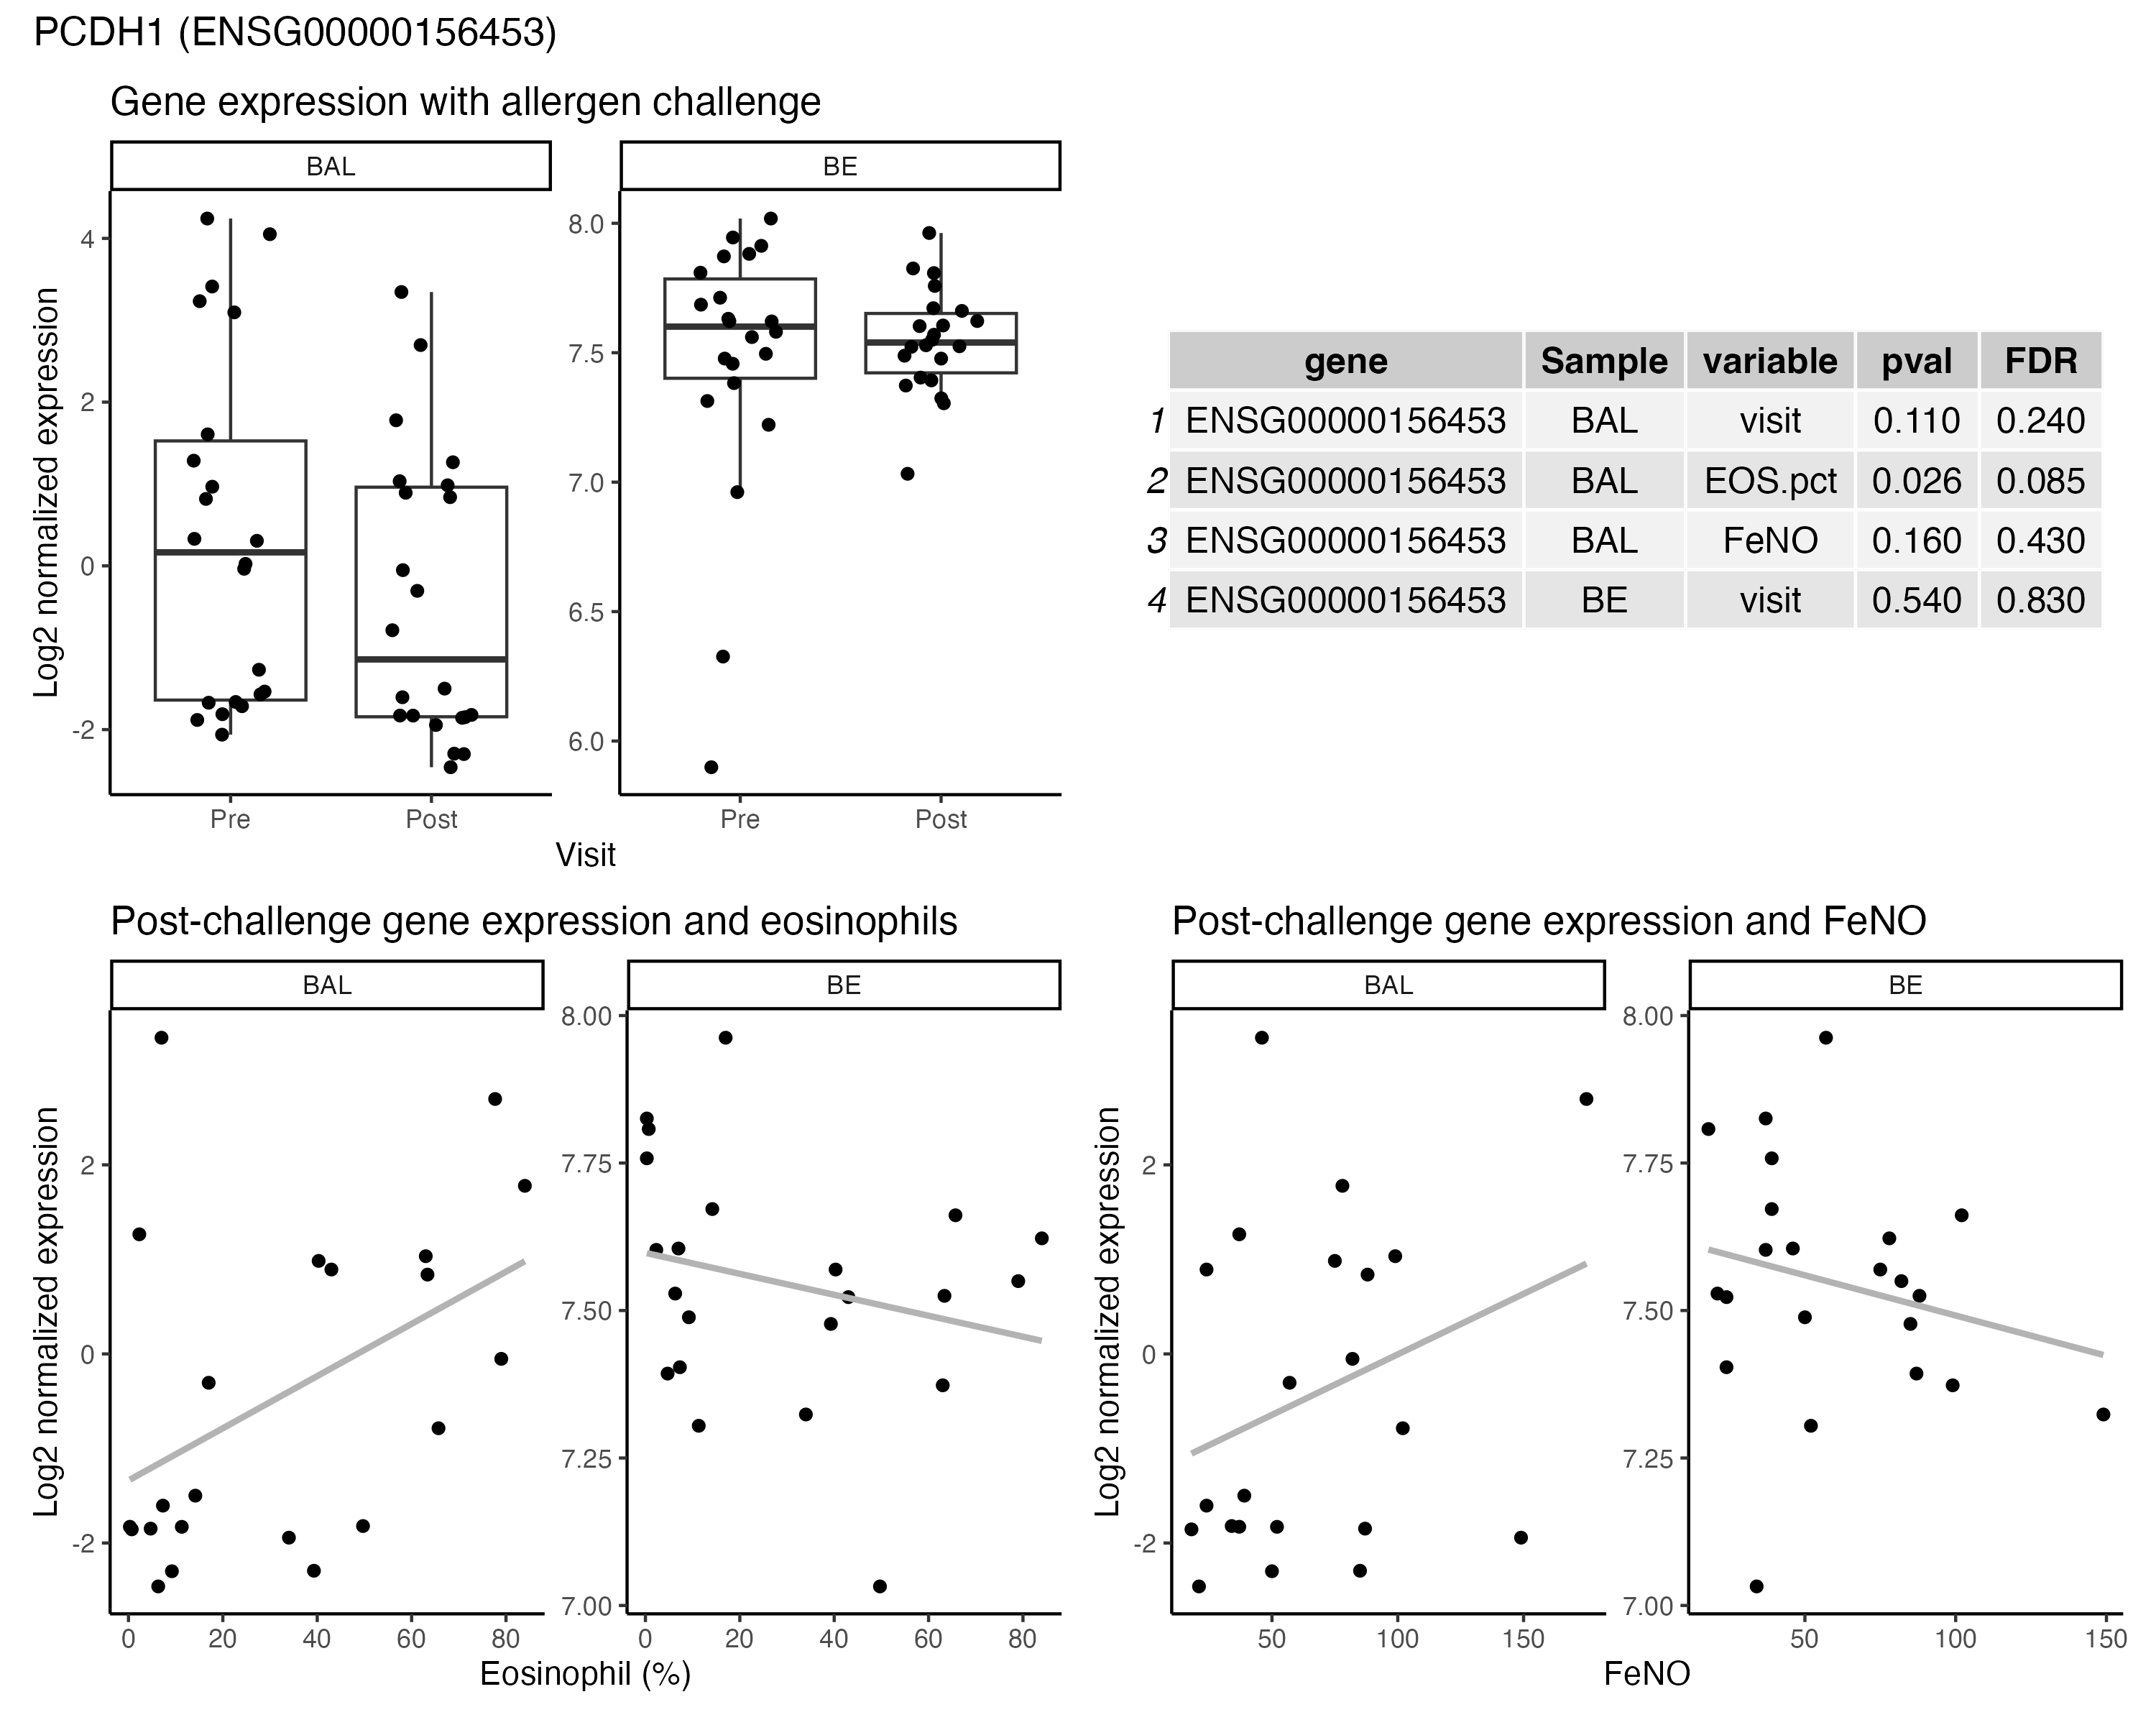 PCDH1 (ENSG00000156453)
Gene expression with allergen challenge
BAL
BE
Log2 normalized expression
4
2
0
-2
8.0
7.5
7.0
6.5
6.0
Pre
Post
Pre
Post
Visit
gene Sample variable pval FDR
1 ENSG00000156453 BAL visit 0.110 0.240
2 ENSG00000156453 BAL EOS.pct 0.026 0.085
3 ENSG00000156453 BAL FeNO 0.160 0.430
4 ENSG00000156453 BE visit 0.540 0.830
Post-challenge gene expression and eosinophils
BAL
BE
Log2 normalized expression
2
0
-2
8.00
7.75
7.50
7.25
7.00
0 20 40 60 80
0 20 40 60 80
Eosinophil (%)
Post-challenge gene expression and FeNO
BAL
BE
Log2 normalized expression
2
0
-2
8.00
7.75
7.50
7.25
7.00
50 100 150
50 100 150
FeNO